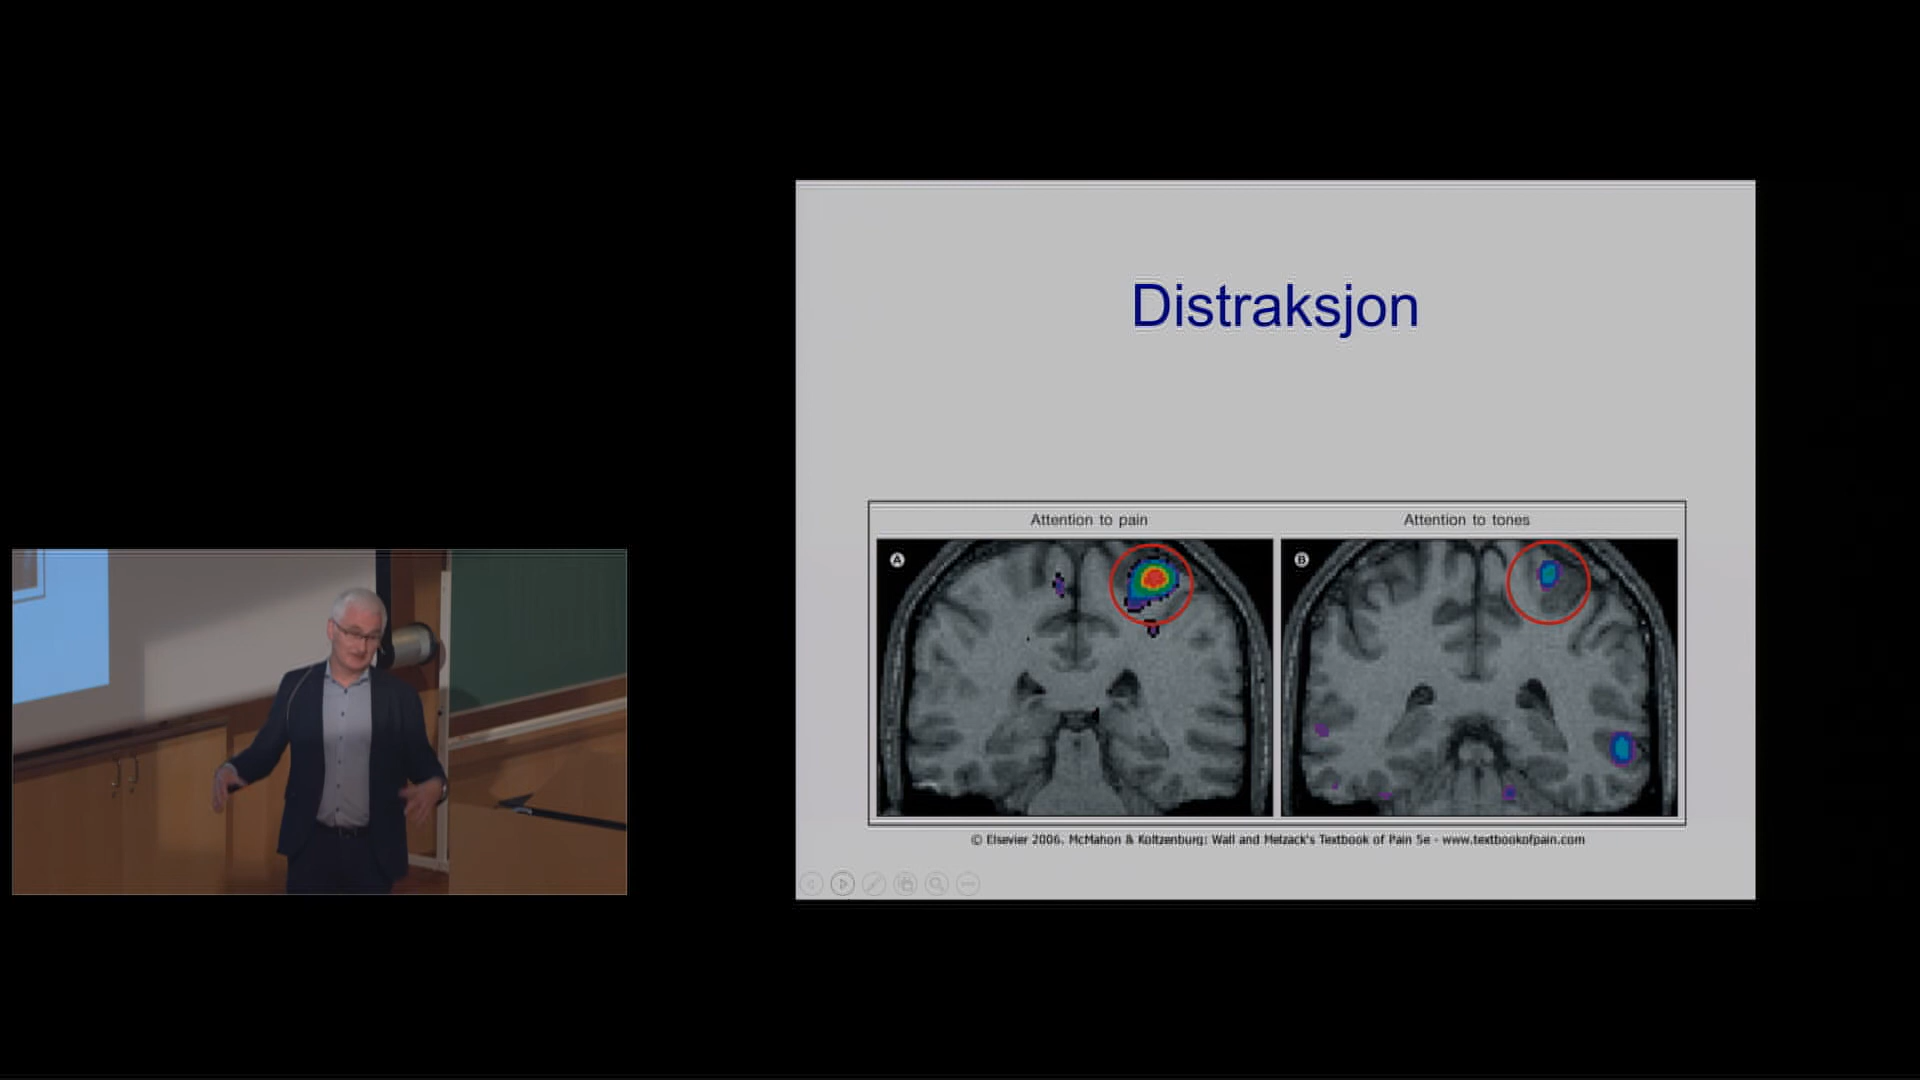 Distraksjon
Attention to pain
Attention to tones
A
B
© Elsevier 2006. McMahon & Koltzenburg: Wall and Melzack's Textbook of Pain 5e - www.textbookofpain.com